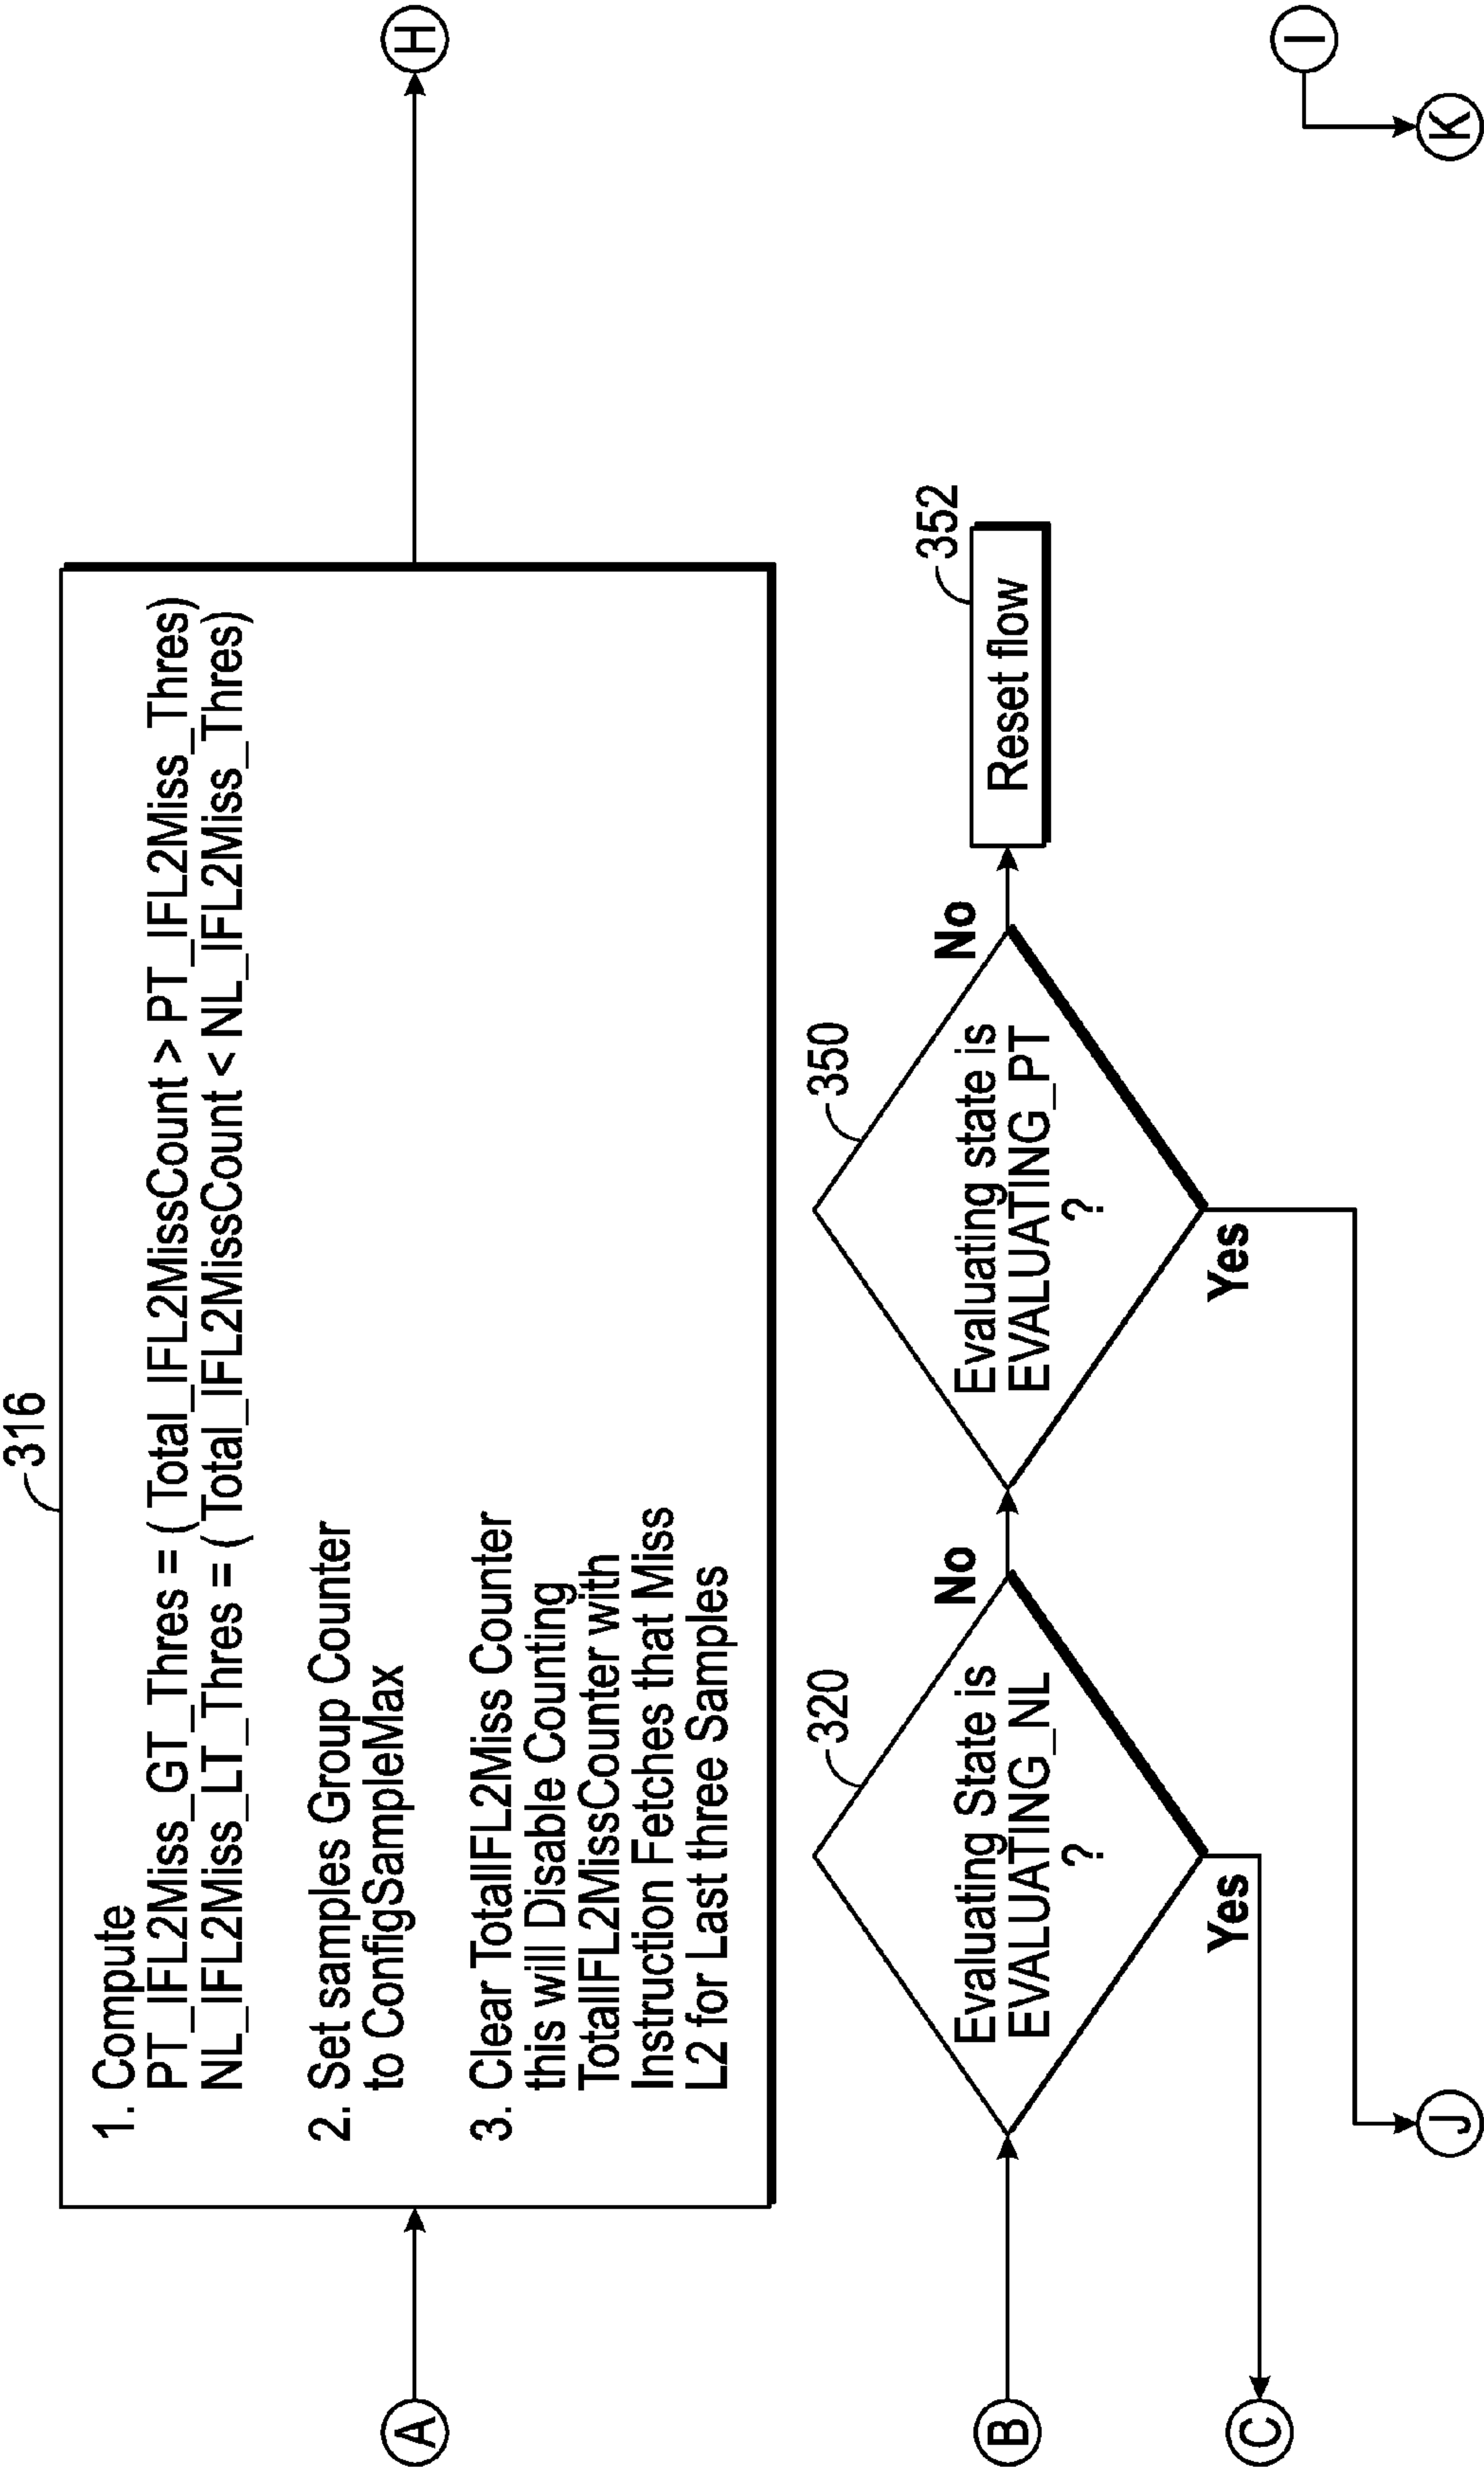 316
1. Compute
PT_IFL2Miss_GT_Thres = ( Total_IFL2MissCount > PT_IFL2Miss_Thres)
NL_IFL2Miss_LT_Thres = ( Total_IFL2MissCount < NL_IFL2Miss_Thres)
2. Set samples Group Counter
to ConfigSampleMax
3. Clear TotalIFL2Miss Counter
this will Disable Counting
TotalIFL2MissCounter with
Instruction Fetches that Miss
L2 for Last three Samples
A
H
320
Evaluating State is
EVALUATING_NL
?
No
Yes
350
Evaluating state is
EVALUATING_PT
?
No
Yes
352
Reset flow
B
C
J
I
K